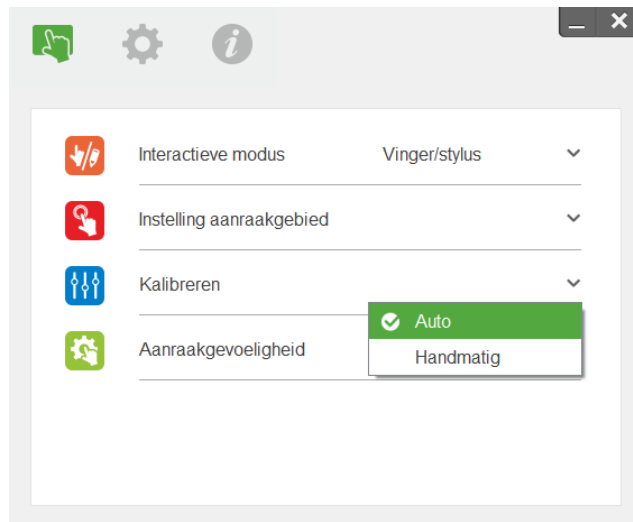 Interactieve modus Vinger/stylus
Instelling aanraakgebied
Kalibreren
Auto
Aanraakgevoeligheid
Handmatig